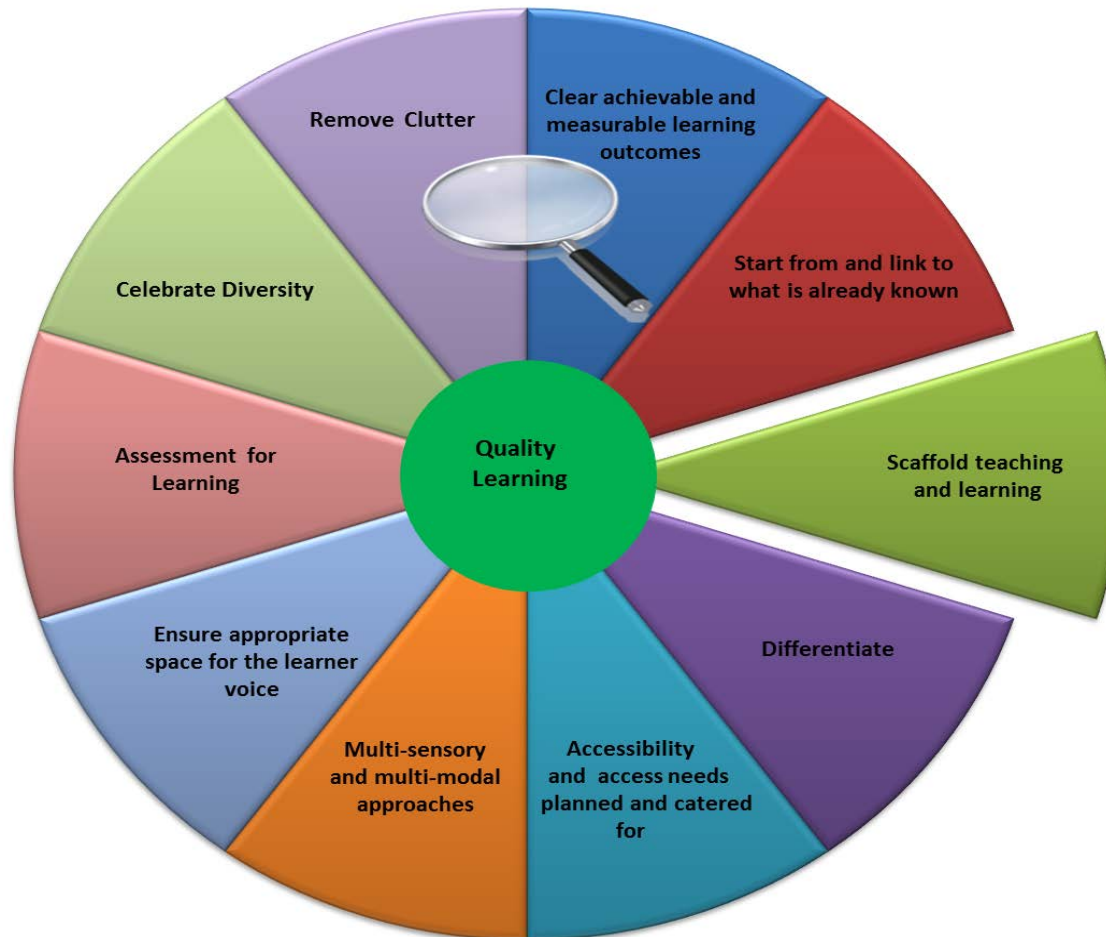 Clear achievable and
measurable learning
outcomes
Start from and link to
what is already known
Scaffold teaching
and learning
Differentiate
Accessibility
and access needs
planned and catered
for
Multi-sensory
and multi-modal
approaches
Ensure appropriate
space for the learner
voice
Assessment for
Learning
Celebrate Diversity
Remove Clutter
Quality
Learning